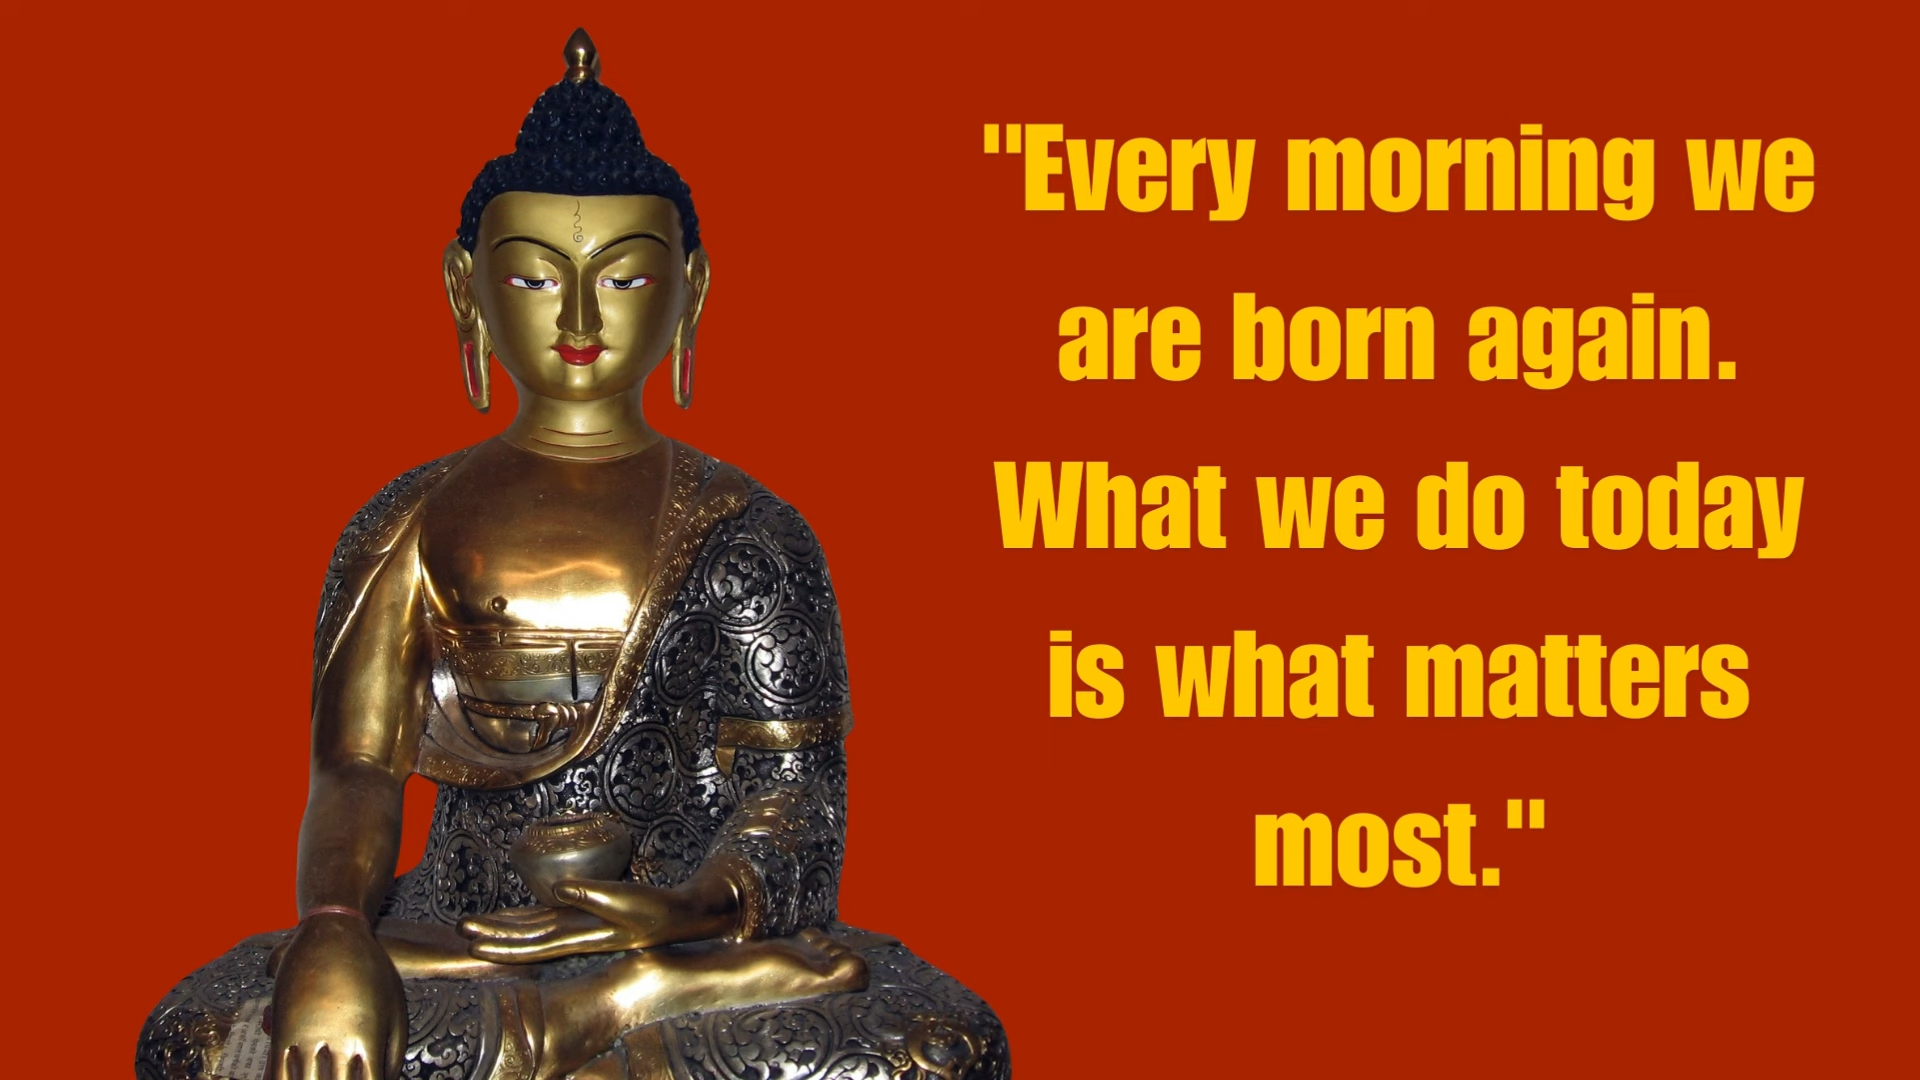 "Every morning we
are born again.
What we do today
is what matters
most."